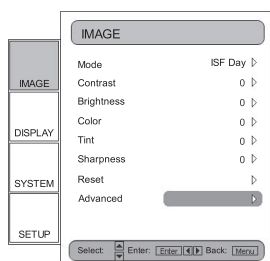 IMAGE
IMAGE
DISPLAY
SYSTEM
SETUP
Mode ISF Day
Contrast 0
Brightness 0
Color 0
Tint 0
Sharpness 0
Reset
Advanced
Select: Enter: Enter Back: Menu